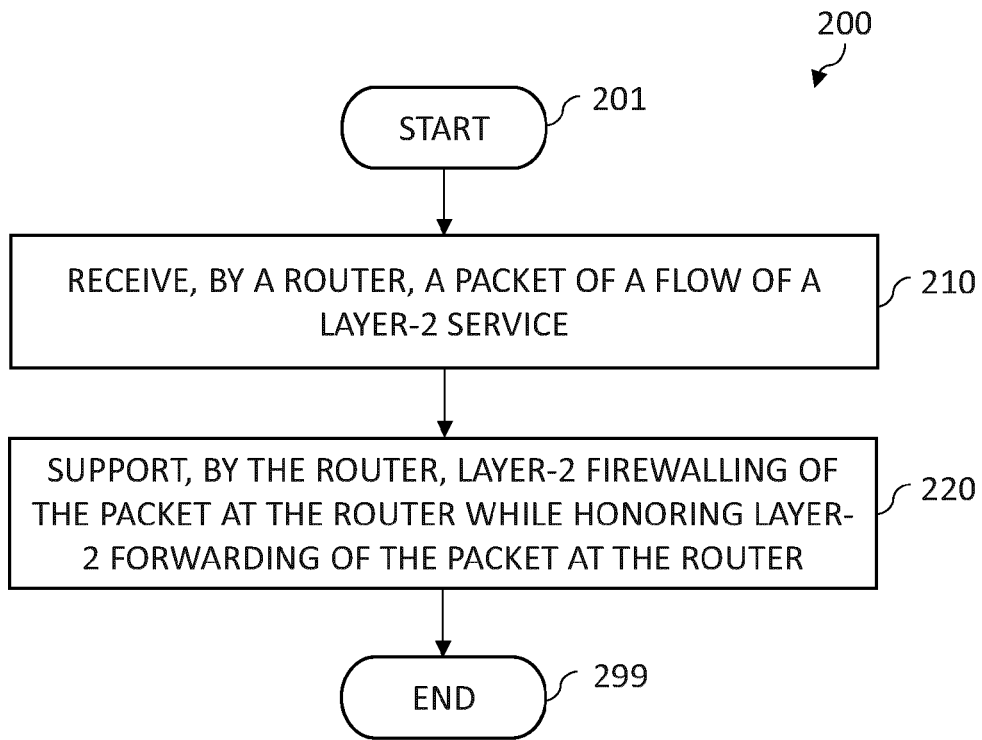 200
START
201
RECEIVE, BY A ROUTER, A PACKET OF A FLOW OF A
LAYER-2 SERVICE
210
SUPPORT, BY THE ROUTER, LAYER-2 FIREWALLING OF
THE PACKET AT THE ROUTER WHILE HONORING LAYER-
2 FORWARDING OF THE PACKET AT THE ROUTER
220
END
299